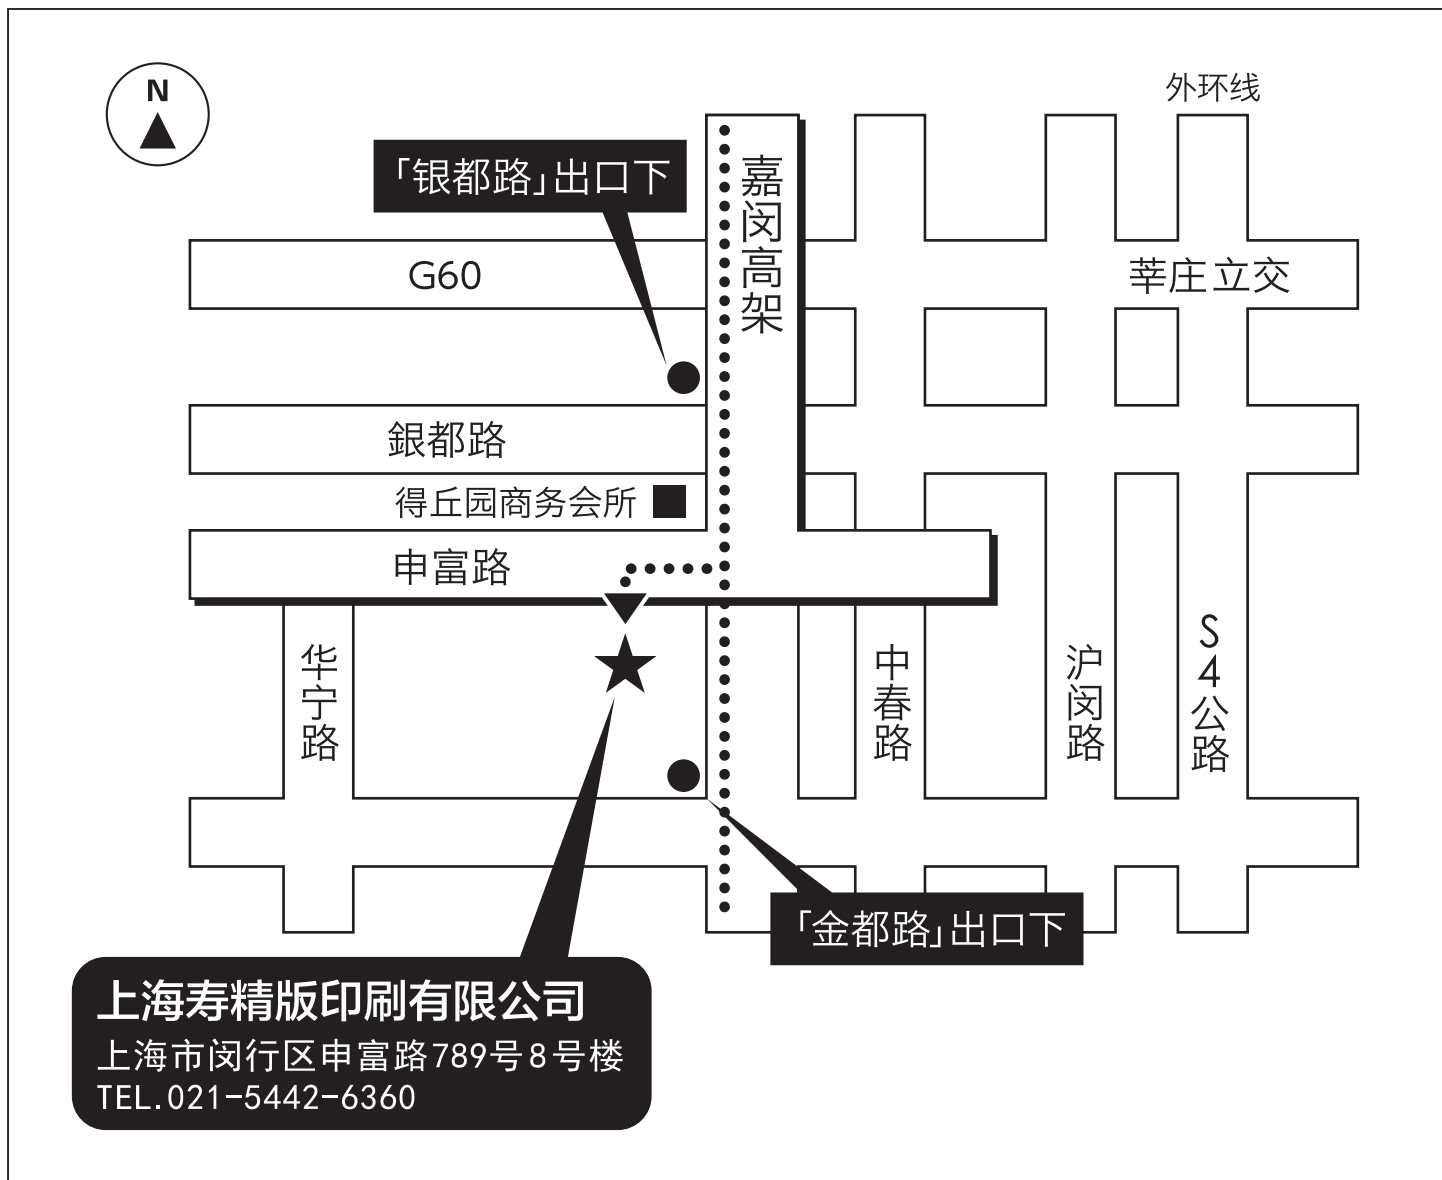 N
外环线
「银都路」出口下
嘉闵高架
G60
莘庄立交
銀都路
得丘园商务会所
申富路
华宁路
中春路
沪闵路
S4公路
「金都路」出口下
上海寿精版印刷有限公司
上海市闵行区申富路789号8号楼
TEL.021-5442-6360